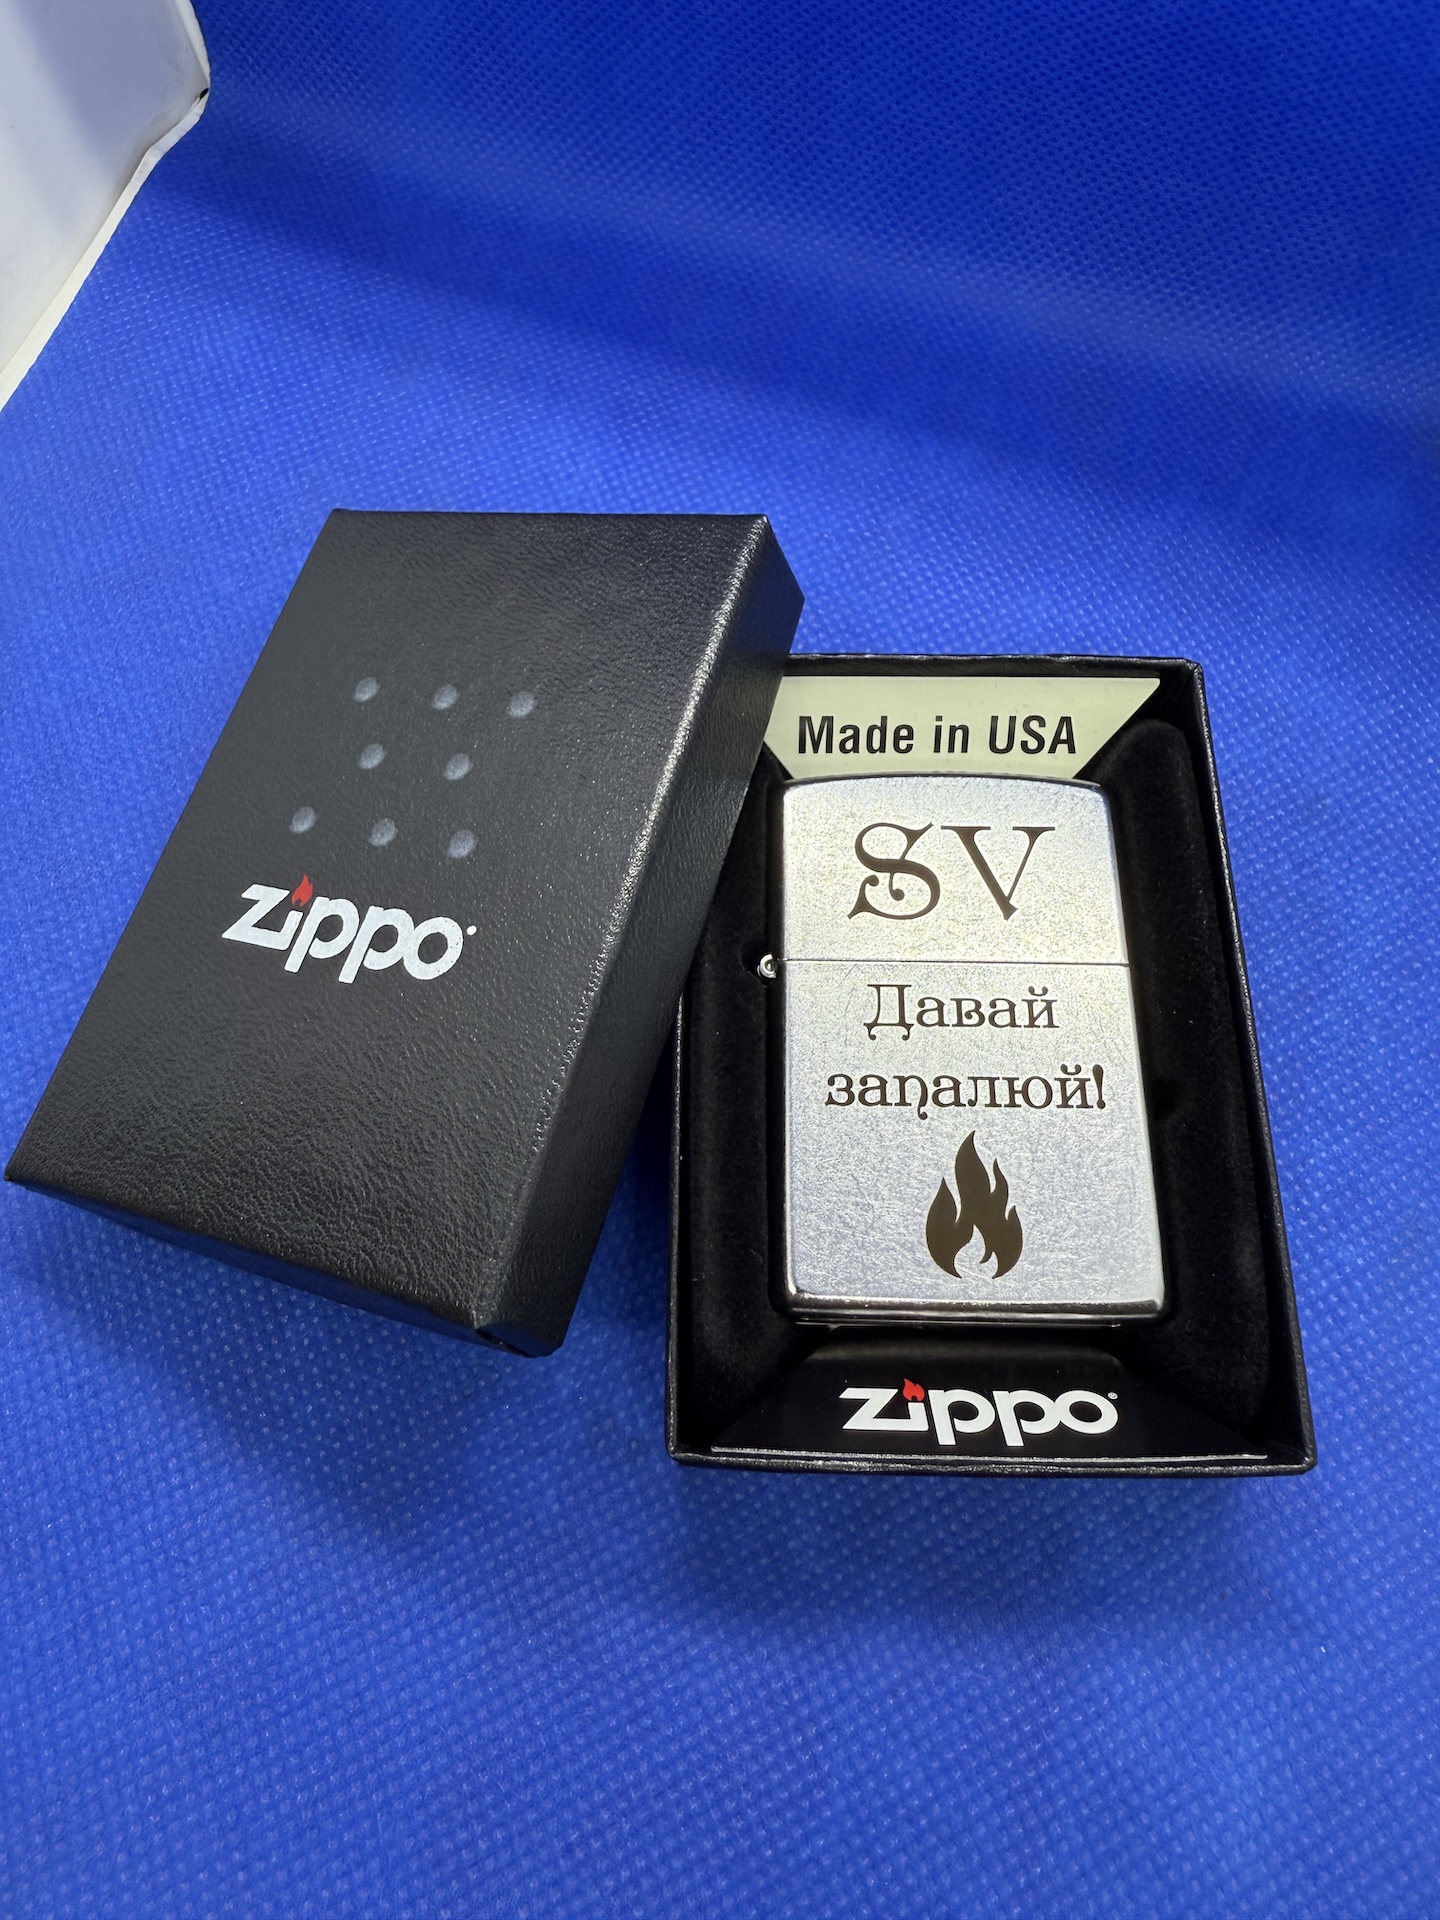 Made in USA
SV
Давай
запалюй!
zippo®
zippo